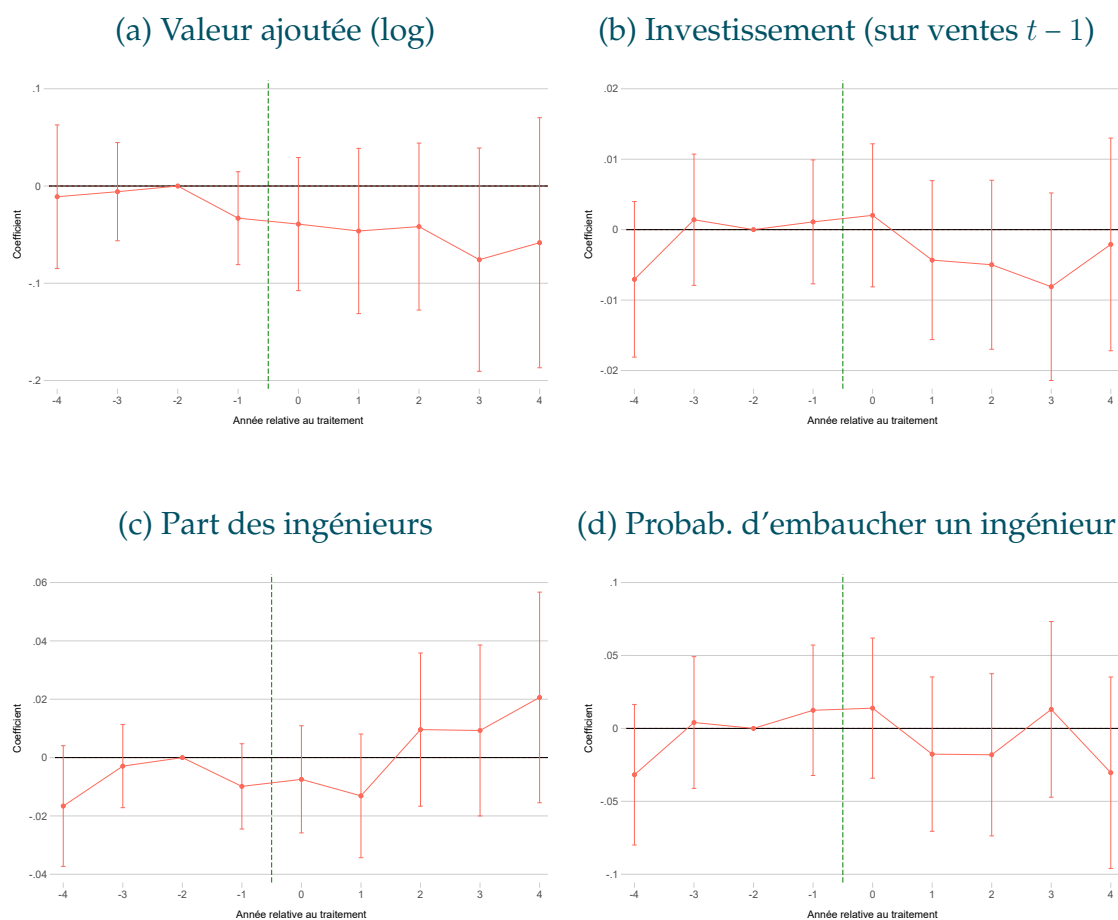 (a) Valeur ajoutée (log)
.1
0
-.1
-.2
Coefficient
-4 -3 -2 -1 0 1 2 3 4
Année relative au traitement
(b) Investissement (sur ventes t – 1)
.02
.01
0
-.01
-.02
Coefficient
-4 -3 -2 -1 0 1 2 3 4
Année relative au traitement
(c) Part des ingénieurs
.06
.04
.02
0
-.02
-.04
Coefficient
-4 -3 -2 -1 0 1 2 3 4
Année relative au traitement
(d) Probab. d'embaucher un ingénieur
.1
.05
0
-.05
-.1
Coefficient
-4 -3 -2 -1 0 1 2 3 4
Année relative au traitement